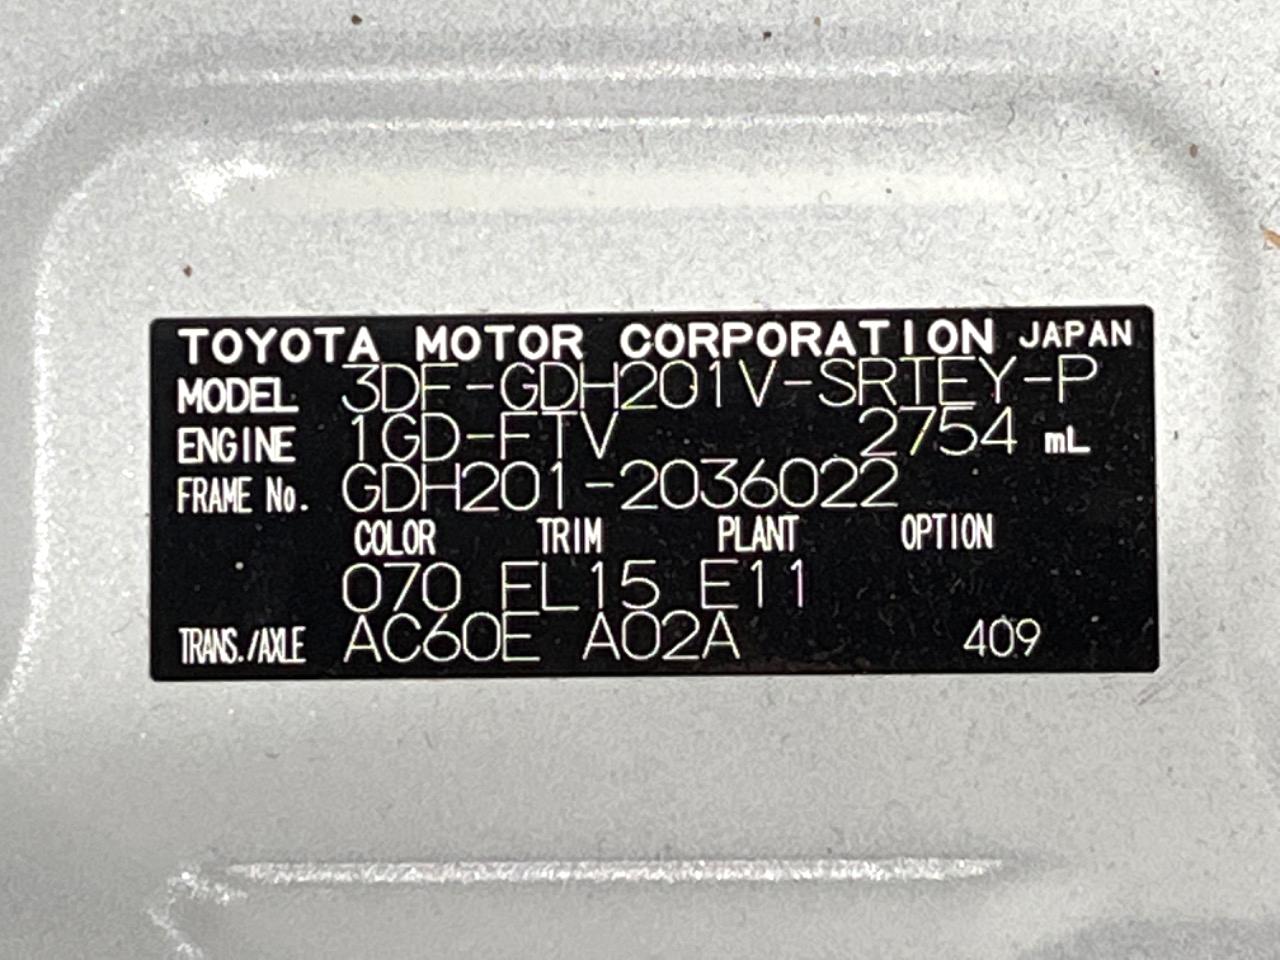 TOYOTA MOTOR CORPORATION JAPAN
MODEL 3DF-GDH201V-SRTEY-P
ENGINE 1GD-FTV 2754 mL
FRAME No. GDH201-2036022
COLOR TRIM PLANT OPTION
070 FL15 E11
TRANS./AXLE AC60E A02A 409